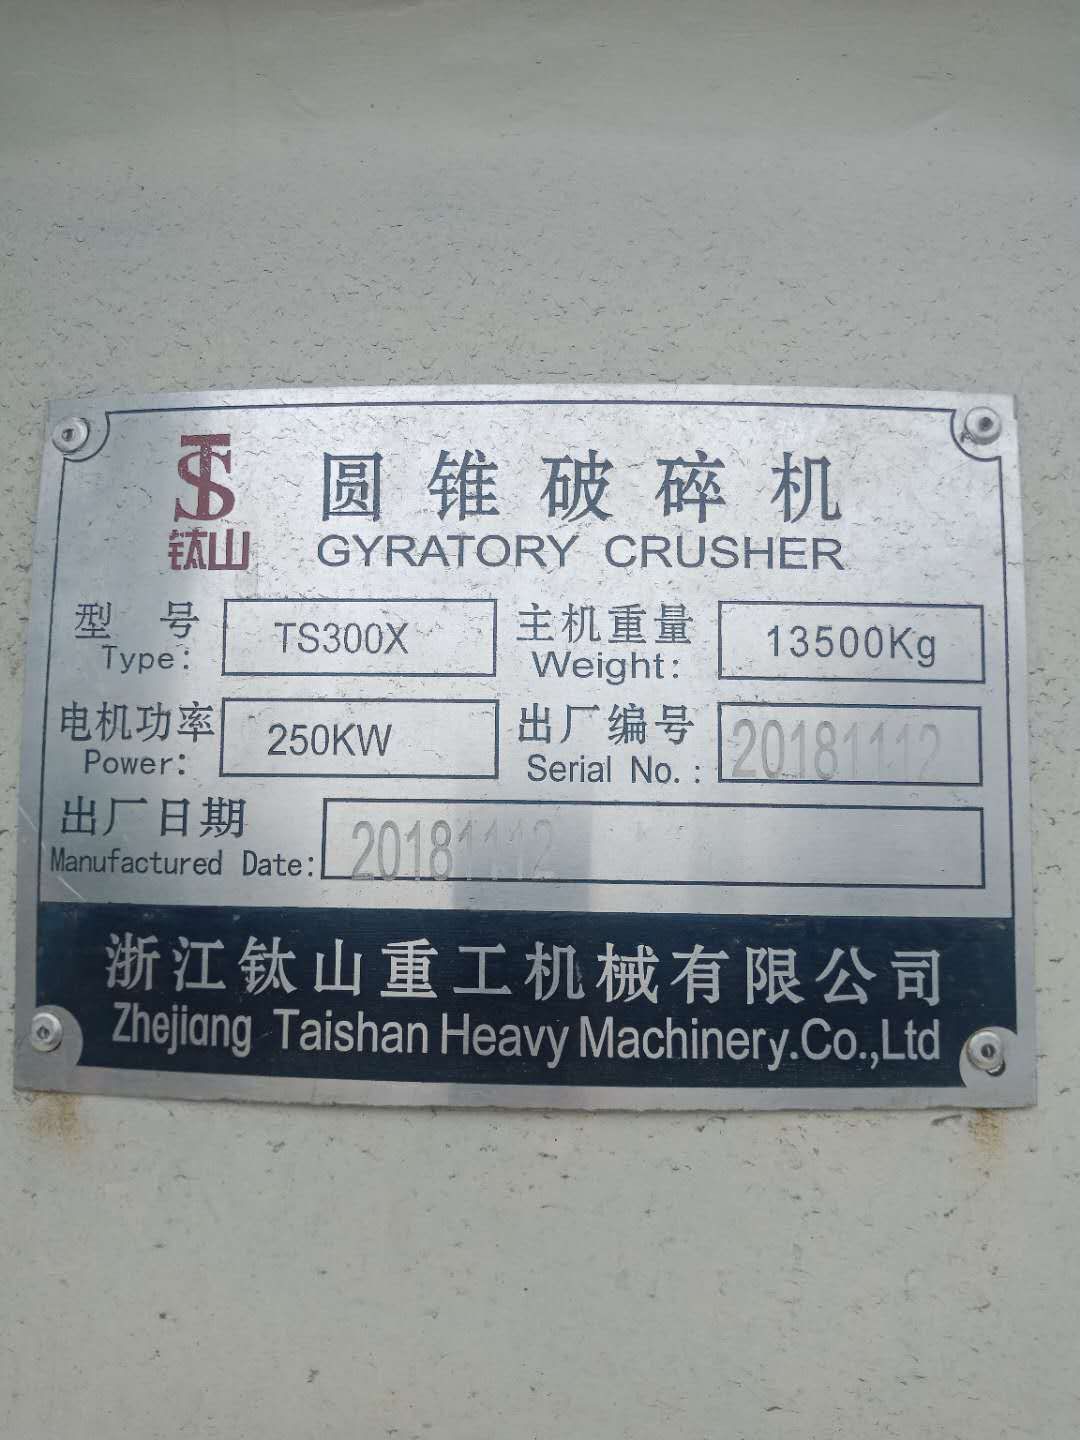 TS
钛山
圆锥破碎机
GYRATORY CRUSHER
型号 TS300X 主机重量 13500Kg
Type: Weight:
电机功率 250KW 出厂编号 20181112
Power: Serial No.:
出厂日期 20181112
Manufactured Date:
浙江钛山重工机械有限公司
Zhejiang Taishan Heavy Machinery.Co.,Ltd